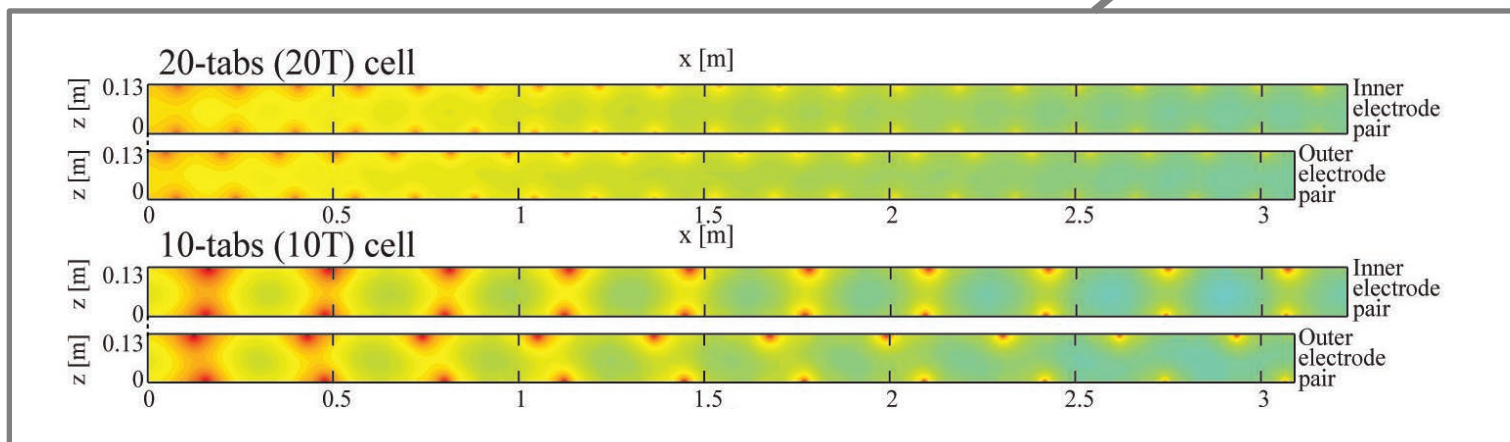 20-tabs (20T) cell
x [m]
z [m]
0.13
0
Inner
electrode
pair
z [m]
0.13
0
Outer
electrode
pair
0 0.5 1 1.5 2 2.5 3
10-tabs (10T) cell
x [m]
z [m]
0.13
0
Inner
electrode
pair
z [m]
0.13
0
Outer
electrode
pair
0 0.5 1 1.5 2 2.5 3